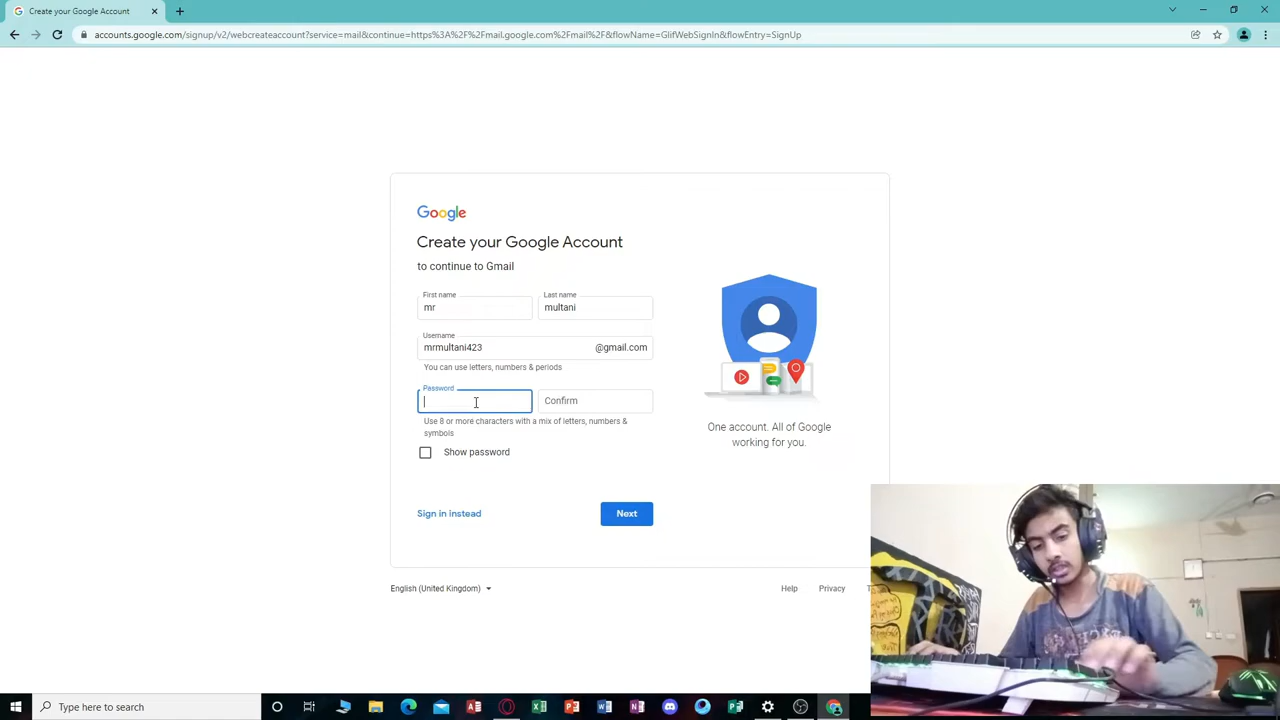 Create your Google Account
accounts.google.com/signup/v2/webcreateaccount?service=mail&continue=https%3A%2F%2Fmail.google.com%2Fmail%2F&flowName=GlifWebSignIn&flowEntry=SignUp
Google
Create your Google Account
to continue to Gmail
First name
Last name
mr
multani
Username
mrmultani423
@gmail.com
You can use letters, numbers & periods
Password
Confirm
Use 8 or more characters with a mix of letters, numbers &
symbols
Show password
Sign in instead
Next
One account. All of Google
working for you.
English (United Kingdom)
Help
Privacy
Type here to search